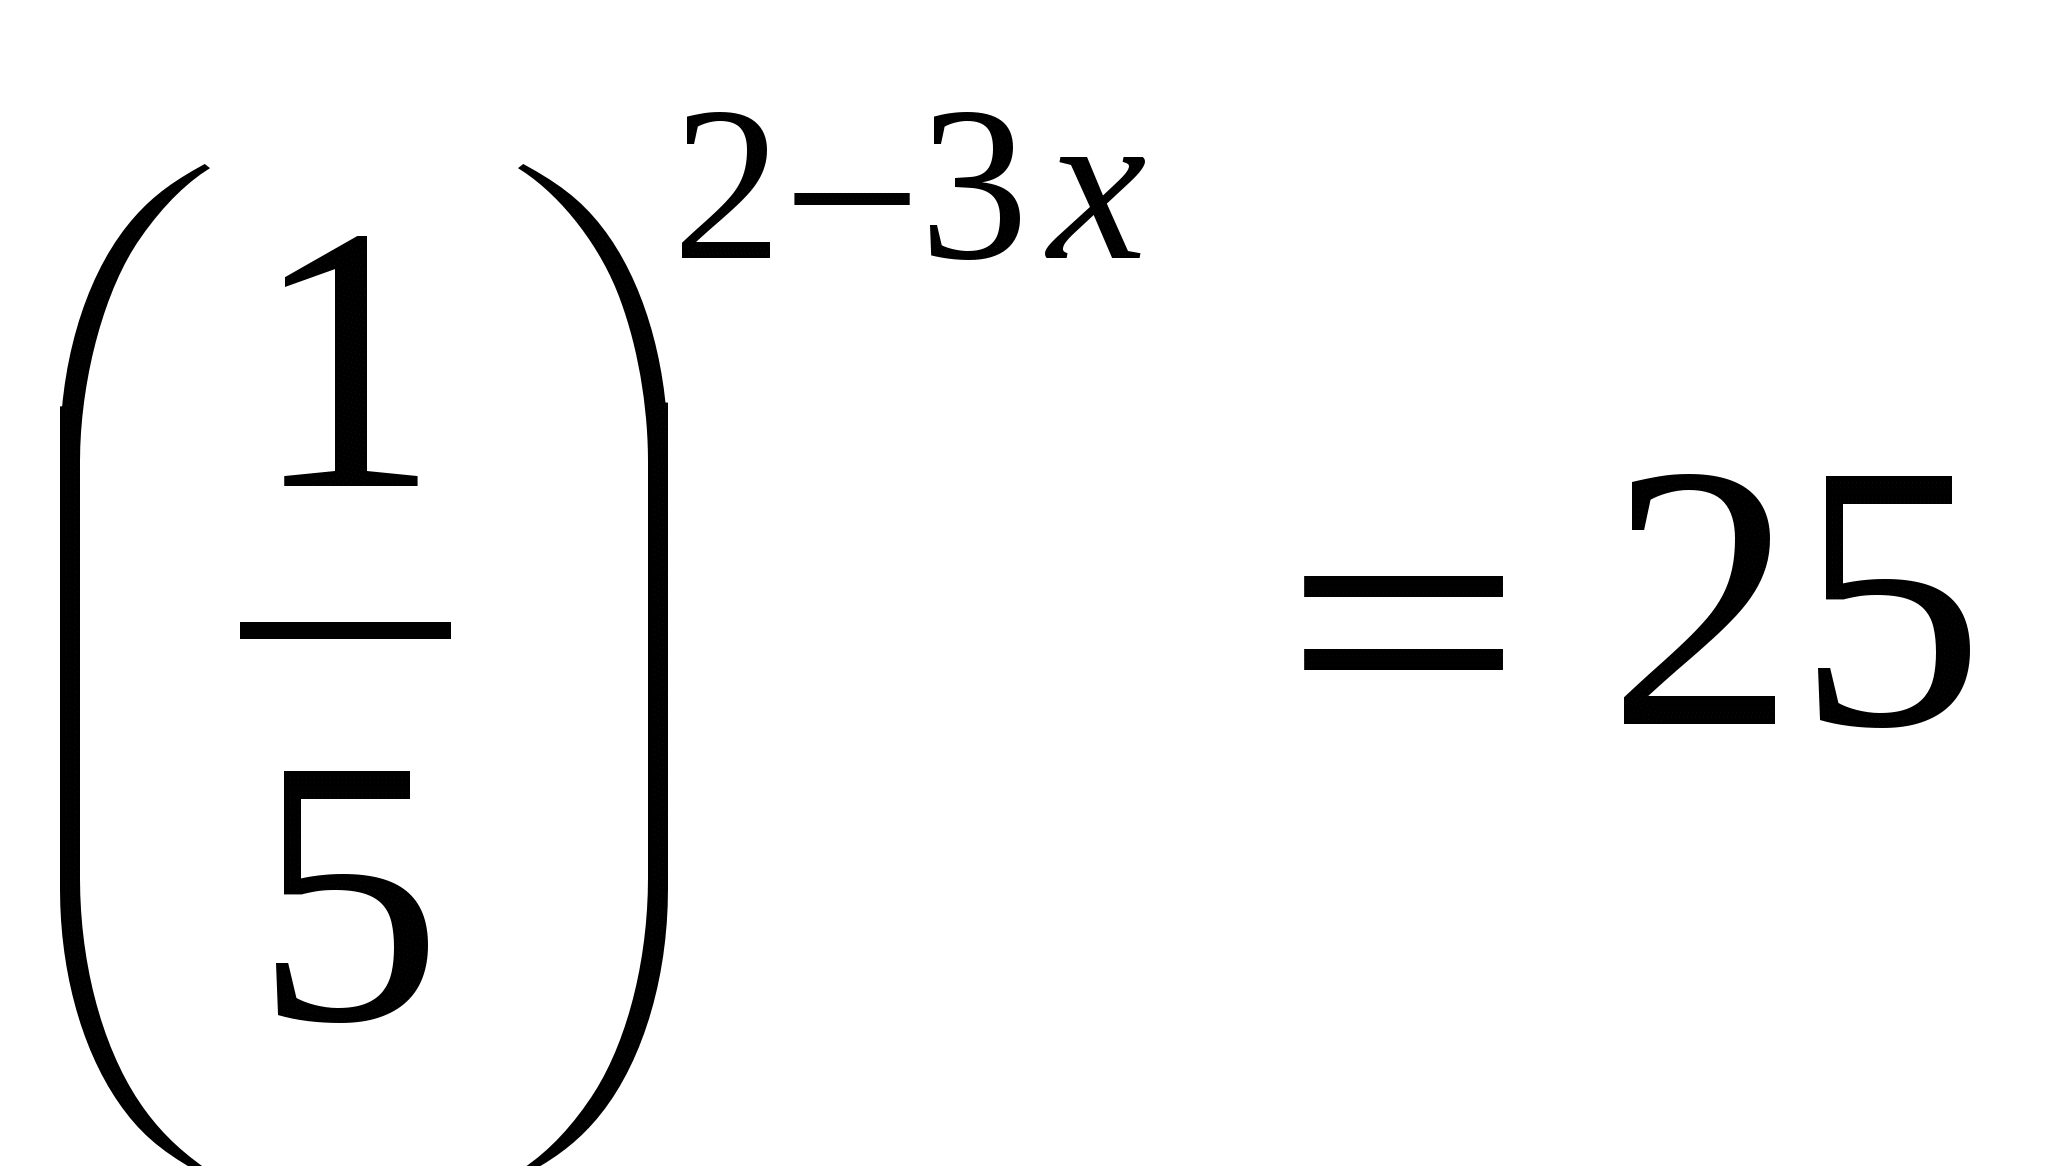 (1/5)^(2−3x) = 25